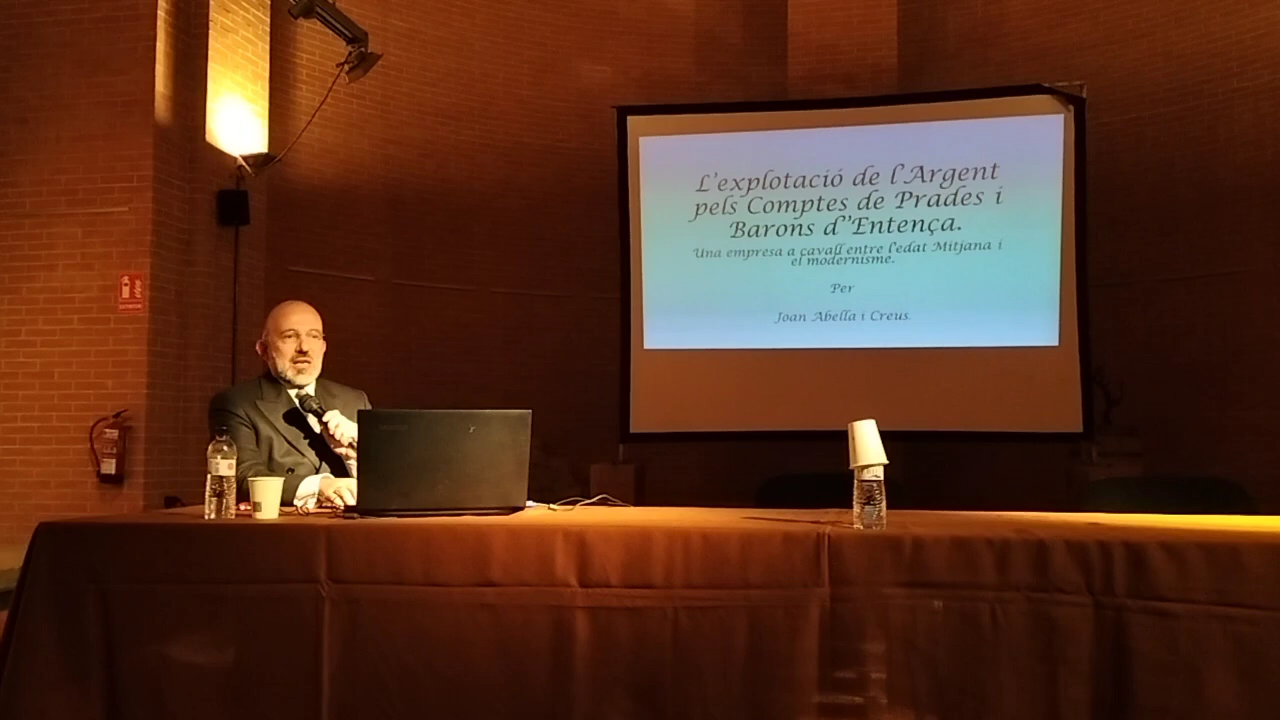 L'explotació de l'Argent
pels Comptes de Prades i
Barons d''Entença.
Una empresa a cavall entre l'edat Mitjana i
el modernisme.
Per
Joan Abella i Creus.